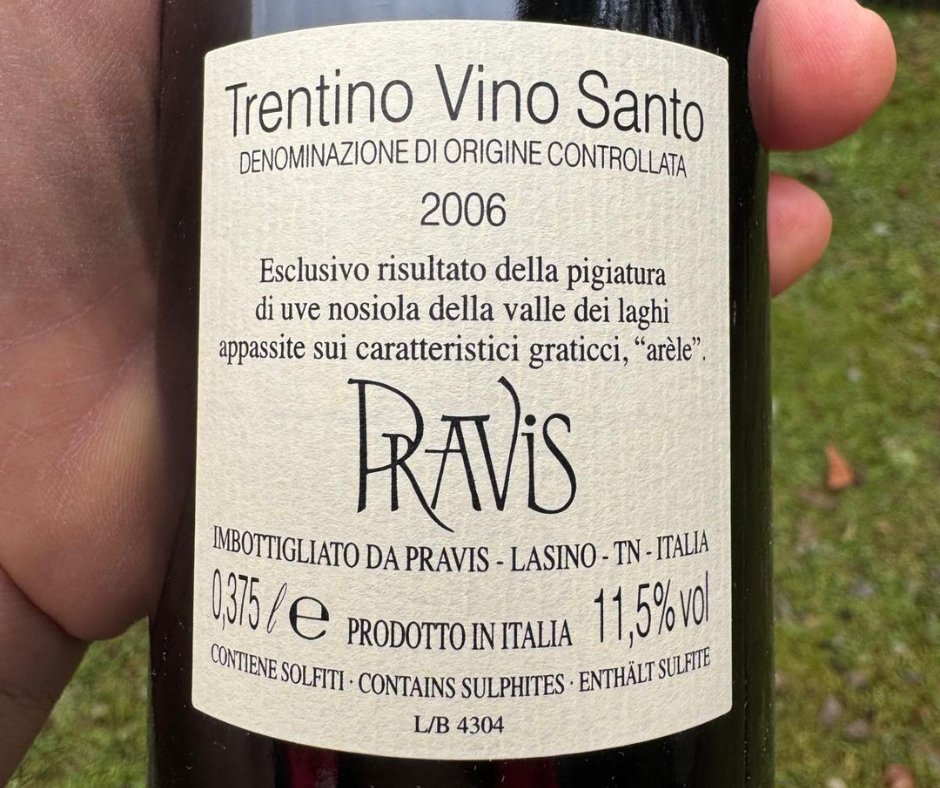 Trentino Vino Santo
DENOMINAZIONE DI ORIGINE CONTROLLATA
2006
Esclusivo risultato della pigiatura
di uve nosiola della valle dei laghi
appassite sui caratteristici graticci, “arèle”.
PRAViS
IMBOTTIGLIATO DA PRAVIS - LASINO - TN - ITALIA
0,375 ℓ e PRODOTTO IN ITALIA 11,5% vol
CONTIENE SOLFITI · CONTAINS SULPHITES · ENTHÄLT SULFITE
L/B 4304